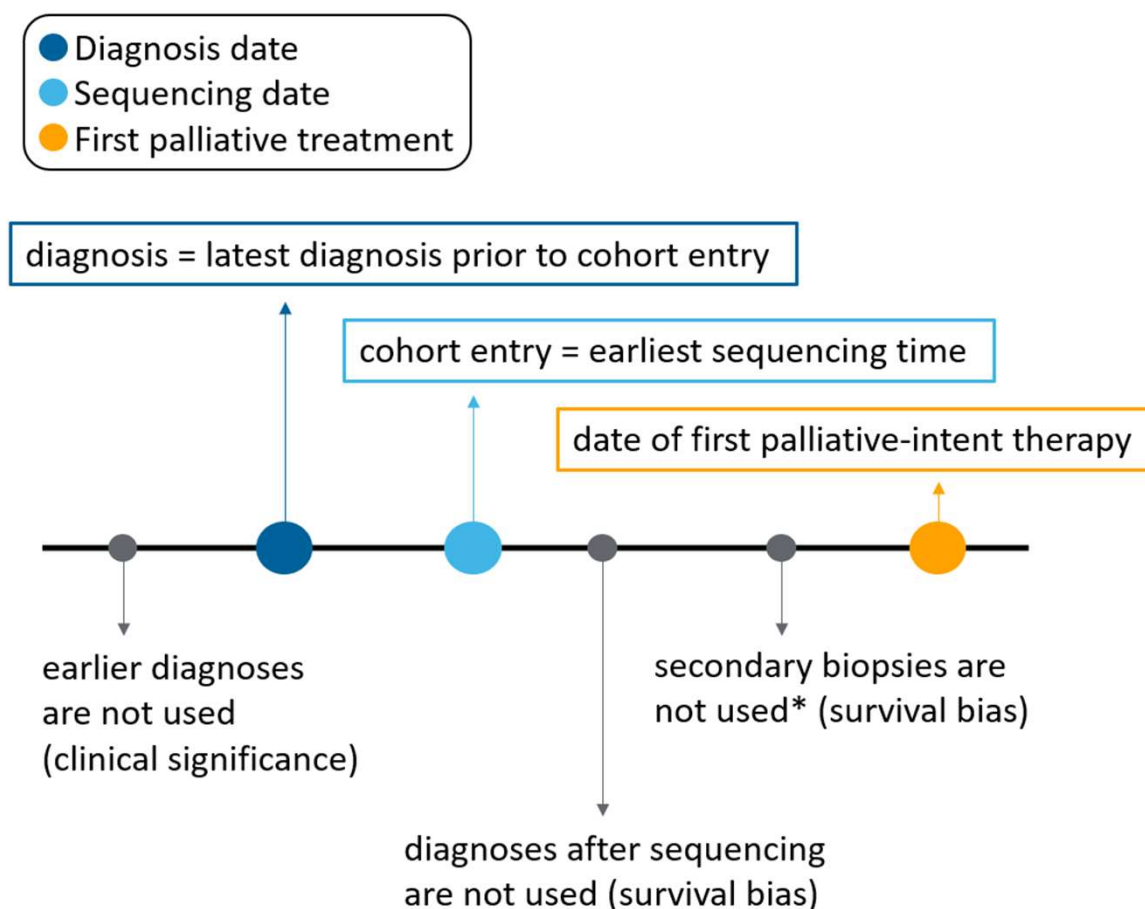 Diagnosis date
Sequencing date
First palliative treatment
diagnosis = latest diagnosis prior to cohort entry
cohort entry = earliest sequencing time
date of first palliative-intent therapy
earlier diagnoses
are not used
(clinical significance)
secondary biopsies are
not used* (survival bias)
diagnoses after sequencing
are not used (survival bias)